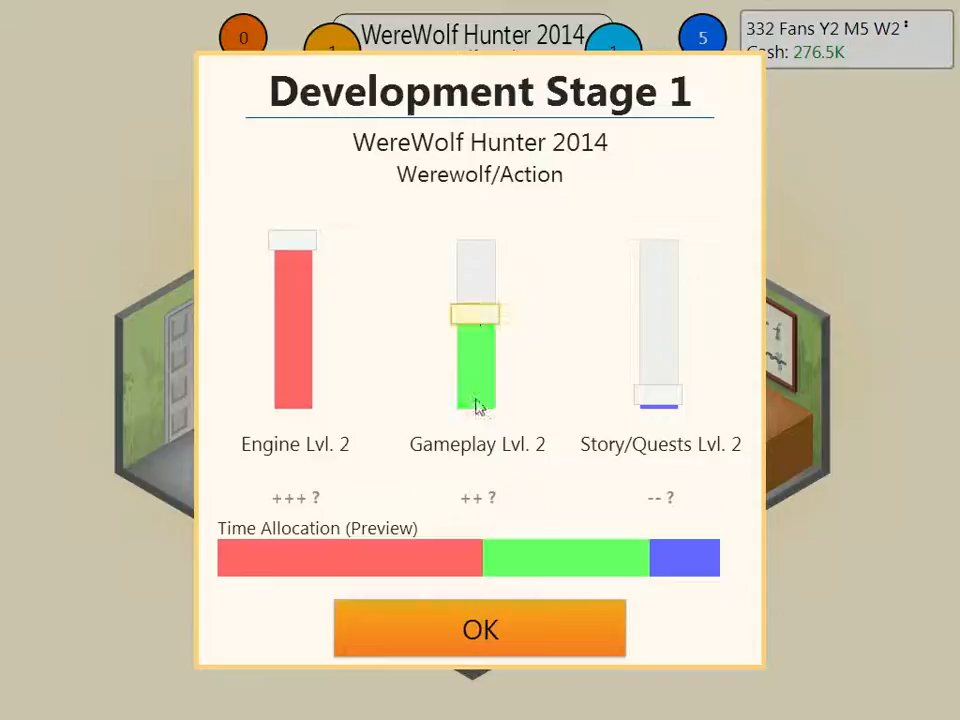 0
WereWolf Hunter 2014
5
332 Fans Y2 M5 W2
Cash: 276.5K
Development Stage 1
WereWolf Hunter 2014
Werewolf/Action
Engine Lvl. 2
Gameplay Lvl. 2
Story/Quests Lvl. 2
+++ ?
++ ?
-- ?
Time Allocation (Preview)
OK